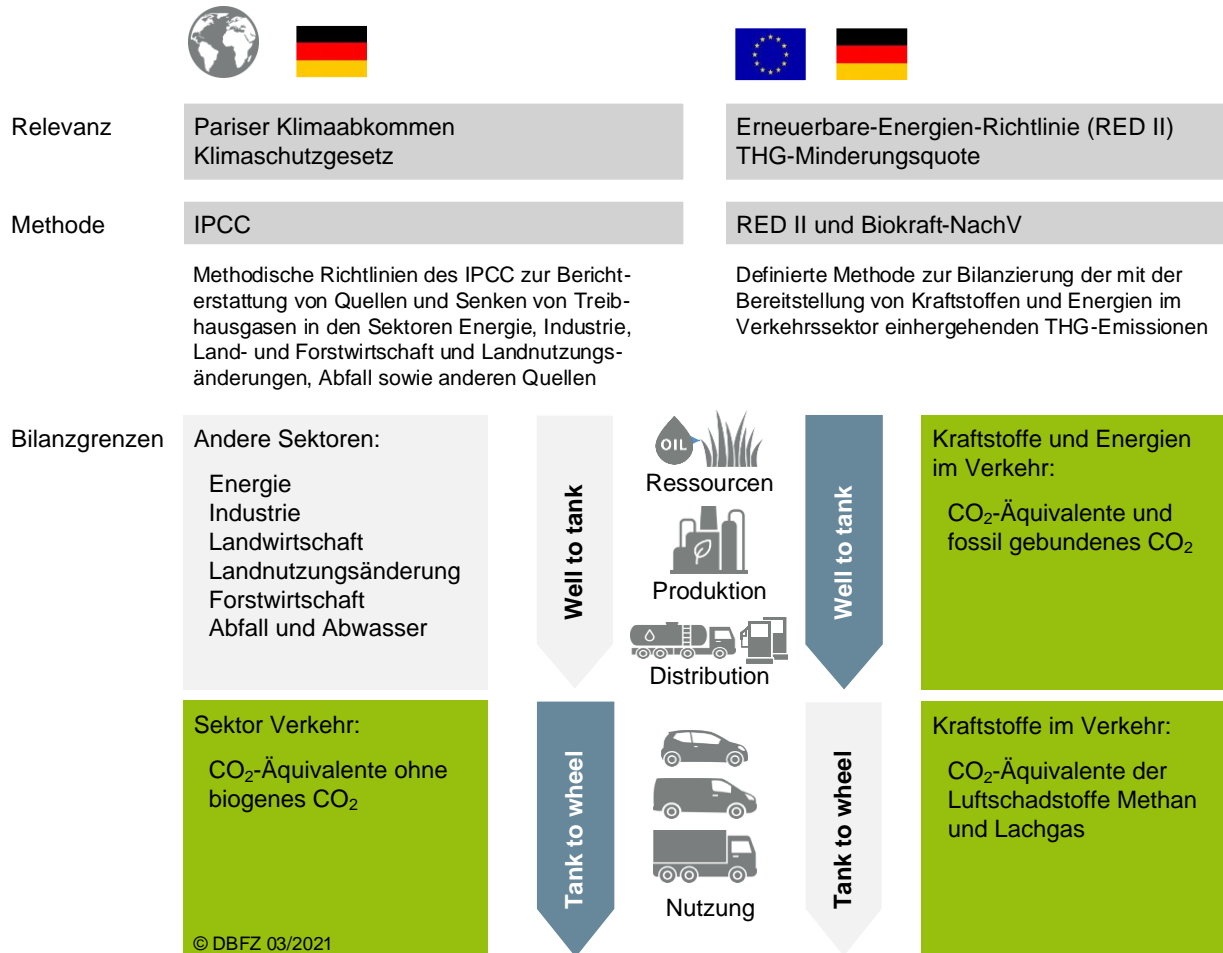 Relevanz
Pariser Klimaabkommen
Klimaschutzgesetz
Erneuerbare-Energien-Richtlinie (RED II)
THG-Minderungsquote
Methode
IPCC
RED II und Biokraft-NachV
Methodische Richtlinien des IPCC zur Bericht-
erstattung von Quellen und Senken von Treib-
hausgasen in den Sektoren Energie, Industrie,
Land- und Forstwirtschaft und Landnutzungs-
änderungen, Abfall sowie anderen Quellen
Definierte Methode zur Bilanzierung der mit der
Bereitstellung von Kraftstoffen und Energien im
Verkehrssektor einhergehenden THG-Emissionen
Bilanzgrenzen
Andere Sektoren:
Energie
Industrie
Landwirtschaft
Landnutzungsänderung
Forstwirtschaft
Abfall und Abwasser
Well to tank
OIL
Ressourcen
Produktion
Distribution
Well to tank
Kraftstoffe und Energien
im Verkehr:
CO₂-Äquivalente und
fossil gebundenes CO₂
Sektor Verkehr:
CO₂-Äquivalente ohne
biogenes CO₂
© DBFZ 03/2021
Tank to wheel
Nutzung
Tank to wheel
Kraftstoffe im Verkehr:
CO₂-Äquivalente der
Luftschadstoffe Methan
und Lachgas